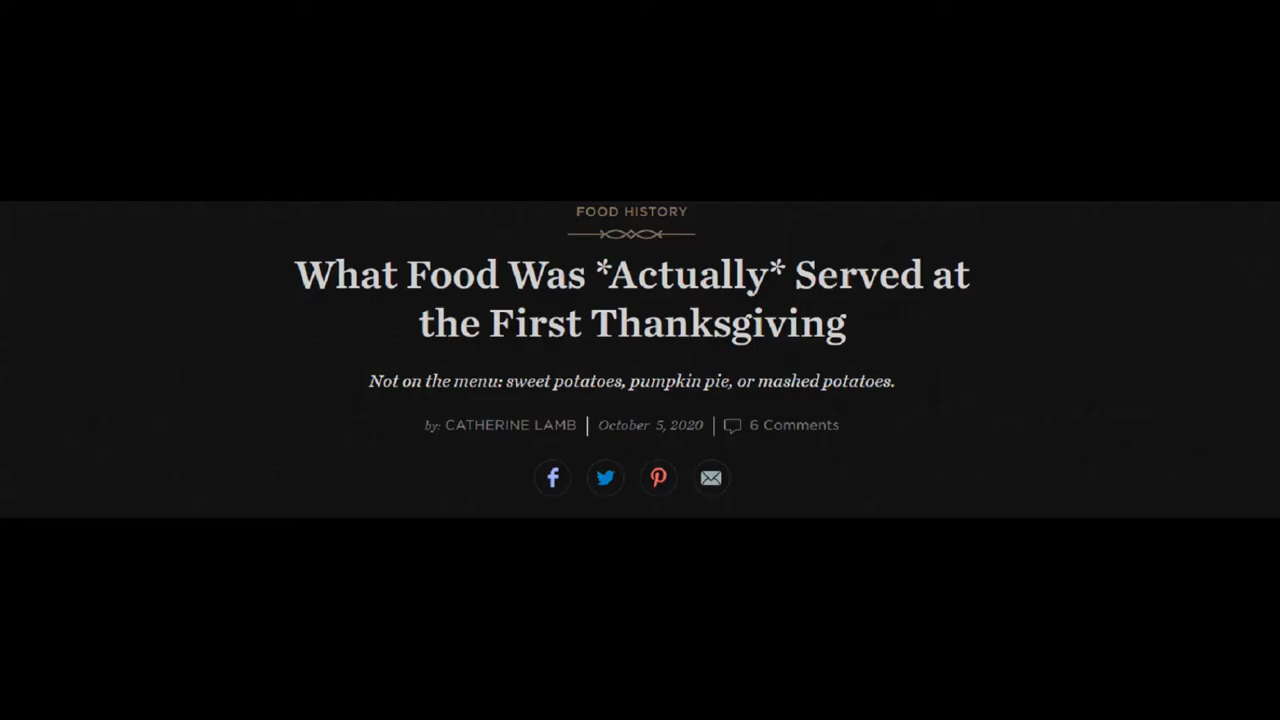 FOOD HISTORY
What Food Was *Actually* Served at
the First Thanksgiving
Not on the menu: sweet potatoes, pumpkin pie, or mashed potatoes.
by: CATHERINE LAMB | October 5, 2020 | 6 Comments